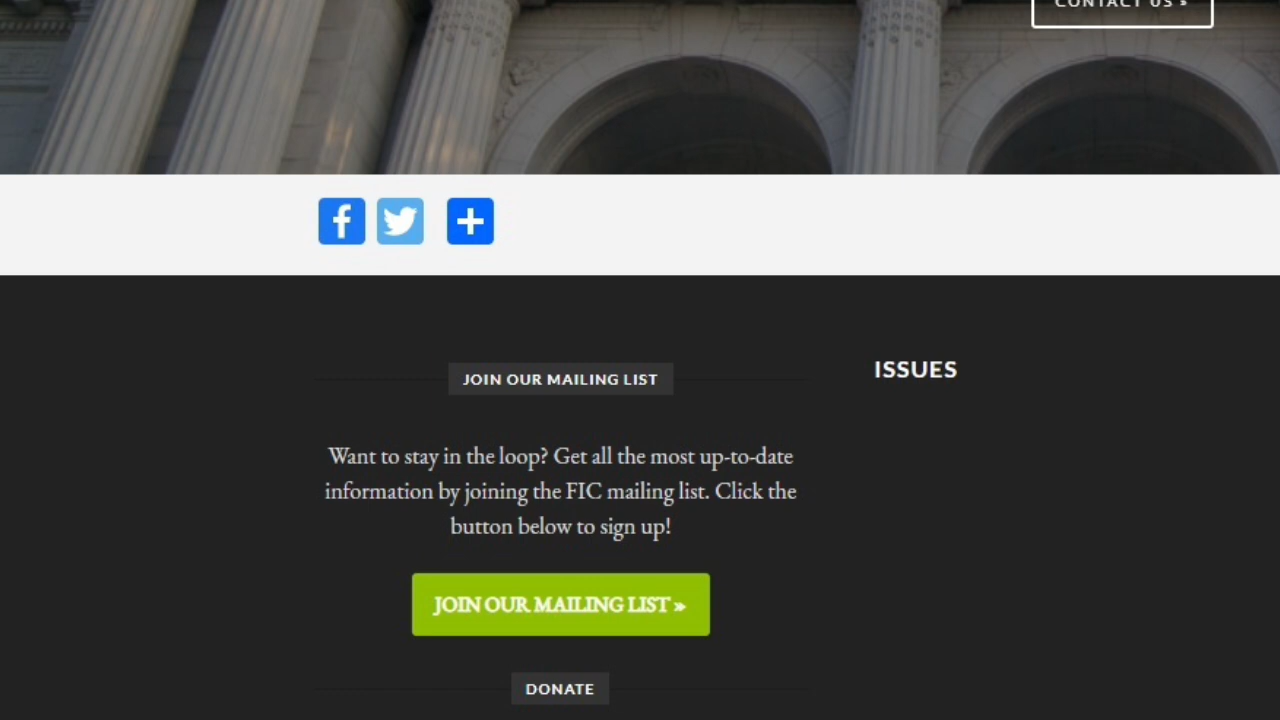 CONTACT US »
JOIN OUR MAILING LIST
ISSUES
Want to stay in the loop? Get all the most up-to-date
information by joining the FIC mailing list. Click the
button below to sign up!
JOIN OUR MAILING LIST »
DONATE